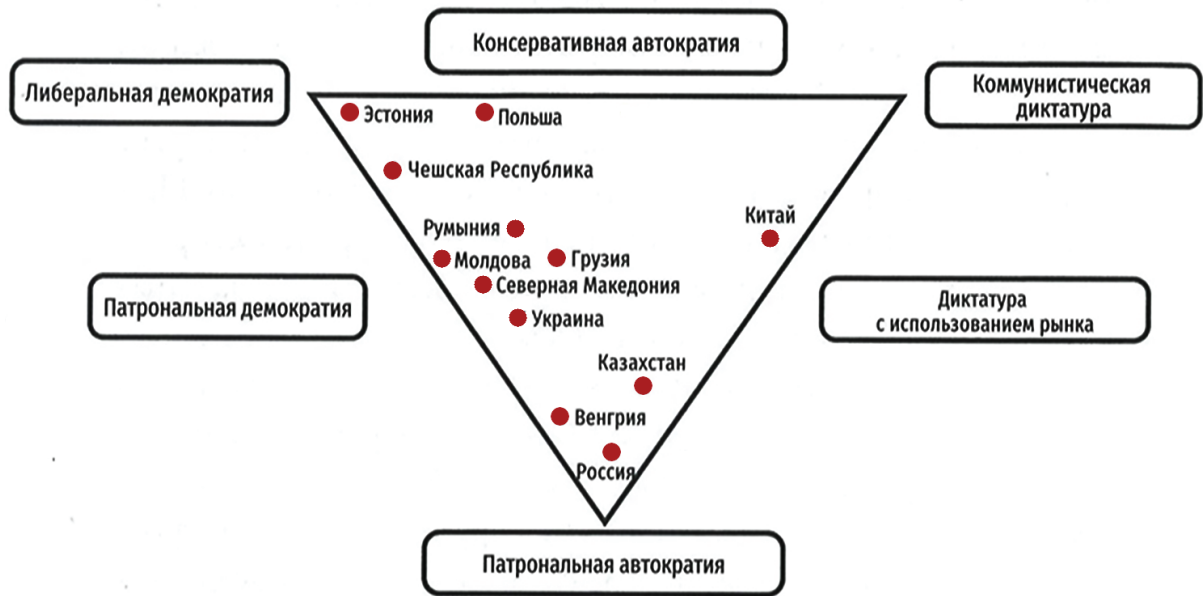 Консервативная автократия
Либеральная демократия
Коммунистическая
диктатура
Эстония
Польша
Чешская Республика
Китай
Румыния
Молдова
Грузия
Северная Македония
Патрональная демократия
Диктатура
с использованием рынка
Украина
Казахстан
Венгрия
Россия
Патрональная автократия